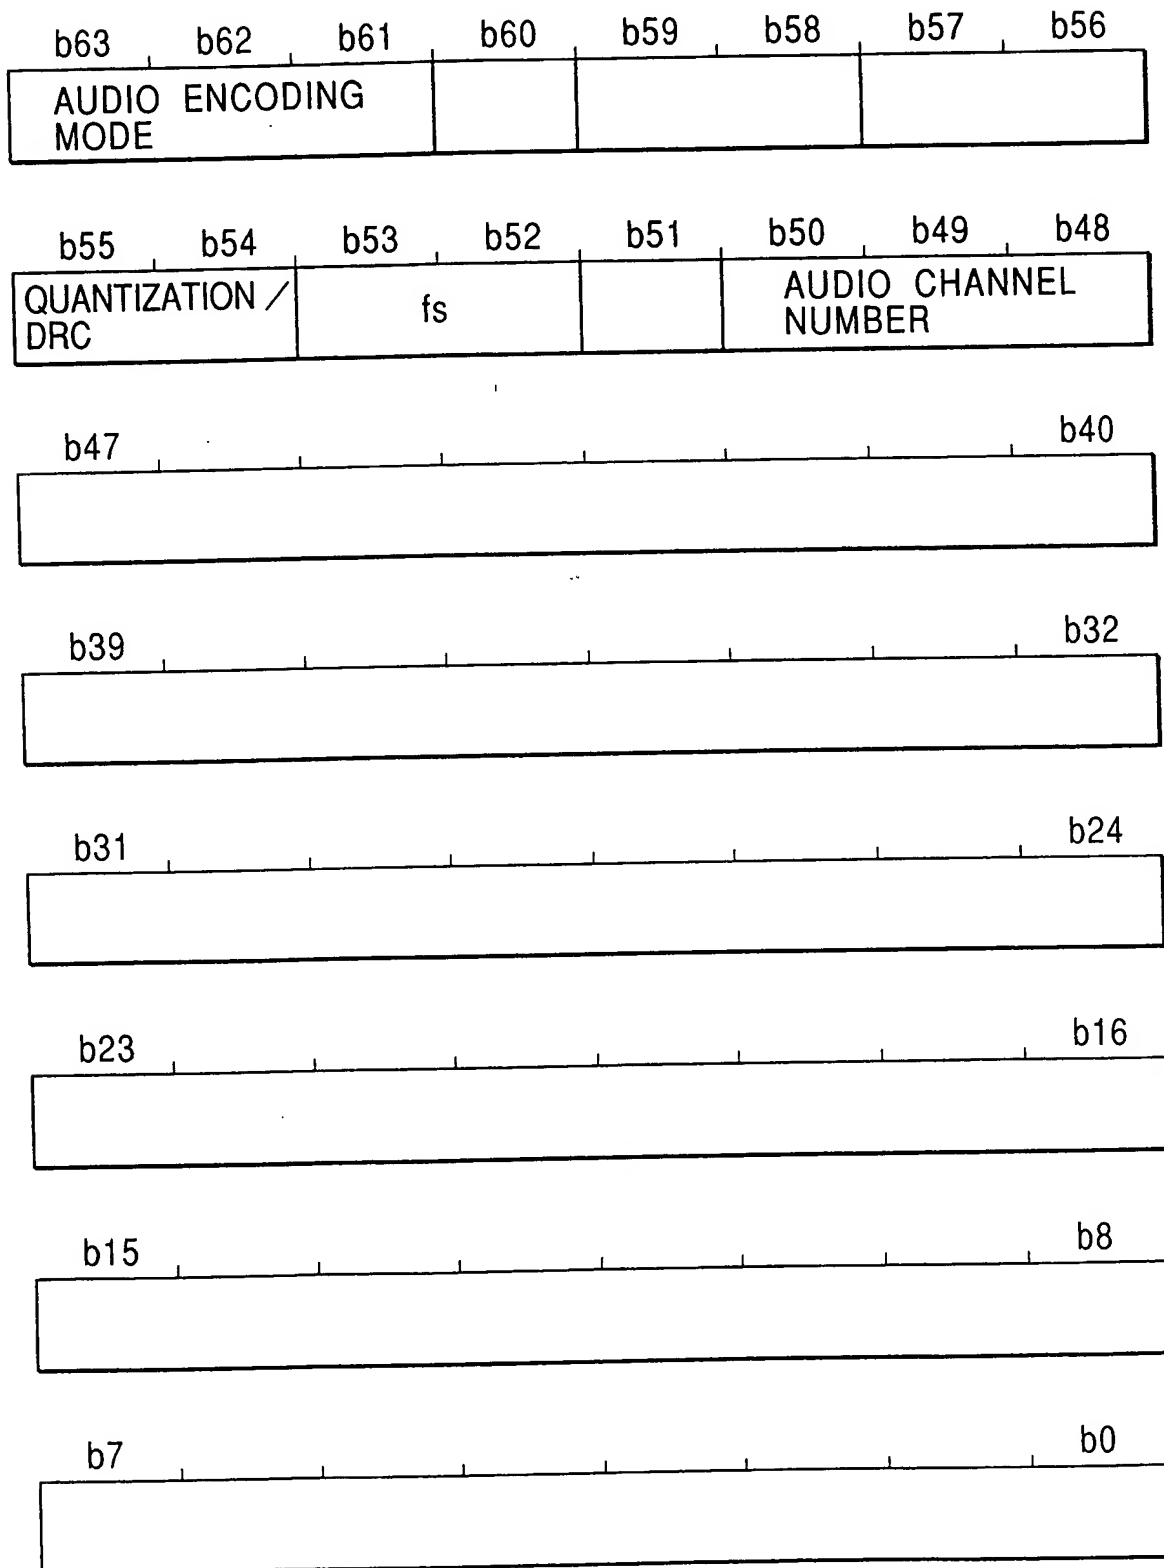 b63 b62 b61 b60 b59 b58 b57 b56
AUDIO ENCODING
MODE
b55 b54 b53 b52 b51 b50 b49 b48
QUANTIZATION /
DRC
fs
AUDIO CHANNEL
NUMBER
b47 b40
b39 b32
b31 b24
b23 b16
b15 b8
b7 b0